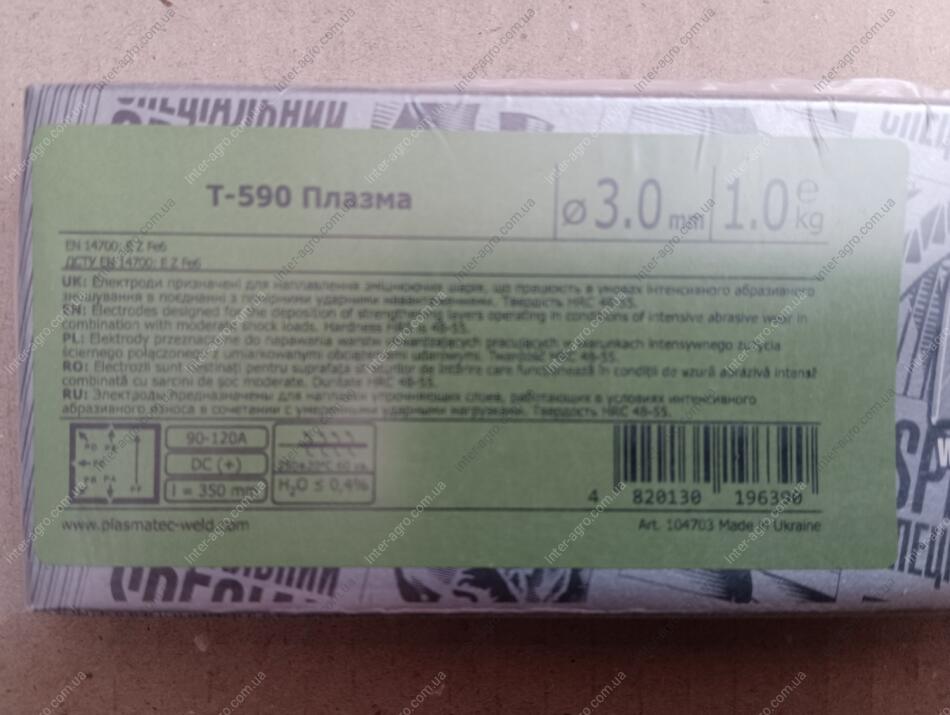 СПЕЦІАЛЬНИЙ
Т-590 Плазма
⌀ 3.0 mm
1.0 kg e
EN 14700: E Z Fe6
ДСТУ EN 14700: E Z Fe6
UK: Електроди призначені для наплавлення зміцнюючих шарів, що працюють в умовах інтенсивного абразивного
зношування в поєднанні з помірними ударними навантаженнями. Твердість HRC 48-55.
EN: Electrodes designed for the deposition of strengthening layers operating in conditions of intensive abrasive wear in
combination with moderate shock loads. Hardness HRC 48-55.
PL: Elektrody przeznaczone do napawania warstw pracujących w warunkach intensywnego zużycia
ściernego połączonego z umiarkowanymi obciążeniami udarowymi. Twardość HRC 48-55.
RO: Electrozii sunt destinați pentru suprafața straturilor de întărire care funcționează în condiții de uzură abrazivă intensă
combinată cu sarcini de șoc moderate. Duritate HRC 48-55.
RU: Электроды предназначены для наплавки упрочняющих слоев, работающих в условиях интенсивного
абразивного износа в сочетании с умеренными ударными нагрузками. Твердость HRC 48-55.
90-120A
DC (+)
l = 350 mm
H₂O ≤ 0,4%
4 820130 196390
www.plasmatec-weld.com
Art. 104703 Made in Ukraine
inter-agro.com.ua